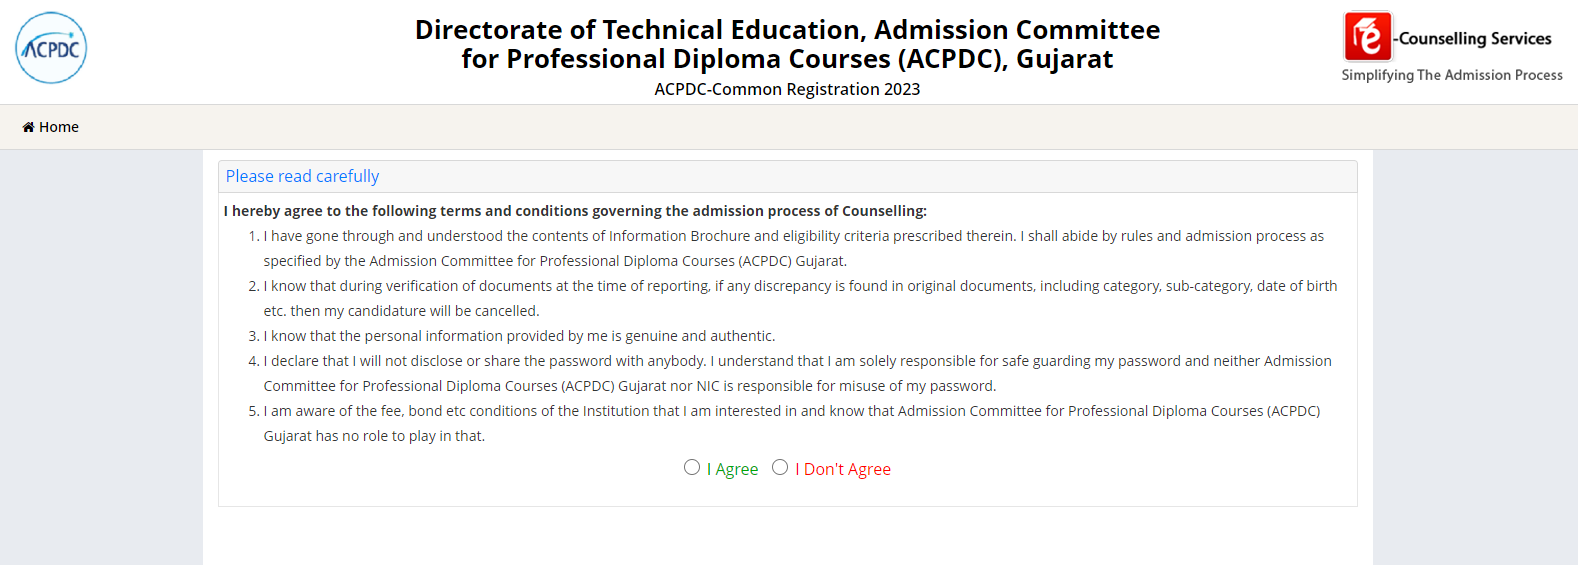 ACPDC
Directorate of Technical Education, Admission Committee
for Professional Diploma Courses (ACPDC), Gujarat
ACPDC-Common Registration 2023
e-Counselling Services
Simplifying The Admission Process
Home
Please read carefully
I hereby agree to the following terms and conditions governing the admission process of Counselling:
1. I have gone through and understood the contents of Information Brochure and eligibility criteria prescribed therein. I shall abide by rules and admission process as
specified by the Admission Committee for Professional Diploma Courses (ACPDC) Gujarat.
2. I know that during verification of documents at the time of reporting, if any discrepancy is found in original documents, including category, sub-category, date of birth
etc. then my candidature will be cancelled.
3. I know that the personal information provided by me is genuine and authentic.
4. I declare that I will not disclose or share the password with anybody. I understand that I am solely responsible for safe guarding my password and neither Admission
Committee for Professional Diploma Courses (ACPDC) Gujarat nor NIC is responsible for misuse of my password.
5. I am aware of the fee, bond etc conditions of the Institution that I am interested in and know that Admission Committee for Professional Diploma Courses (ACPDC)
Gujarat has no role to play in that.
I Agree I Don't Agree